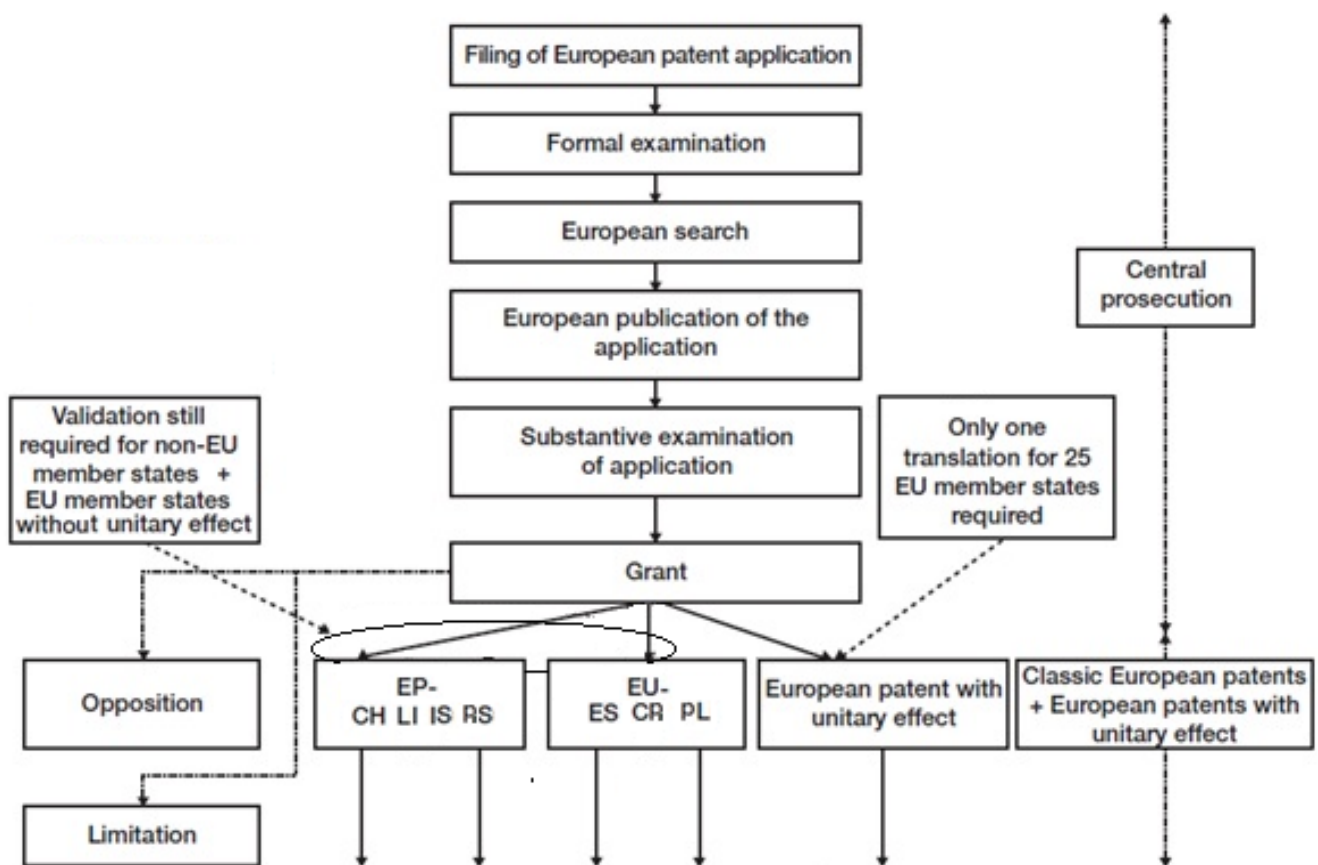 Filing of European patent application
Formal examination
European search
Central
prosecution
European publication of the
application
Validation still
required for non-EU
member states +
EU member states
without unitary effect
Substantive examination
of application
Only one
translation for 25
EU member states
required
Grant
Opposition
EP-
CH LI IS RS
EU-
ES CR PL
European patent with
unitary effect
Classic European patents
+ European patents with
unitary effect
Limitation